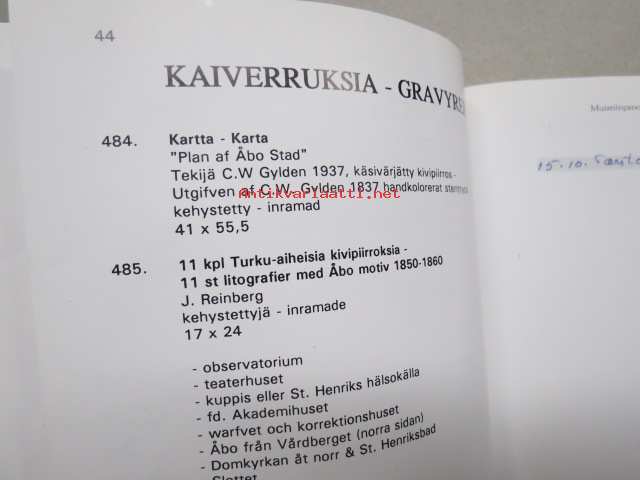 44
KAIVERRUKSIA - GRAVYRE
484. Kartta - Karta
"Plan af Åbo Stad"
Tekijä C.W Gylden 1937, käsivärjätty kivipiirros -
Utgifven af C.W. Gylden 1837 handkolorerat
kehystetty - inramad
41 x 55,5
485. 11 kpl Turku-aiheisia kivipiirroksia -
11 st litografier med Åbo motiv 1850-1860
J. Reinberg
kehystettyjä - inramade
17 x 24
- observatorium
- teaterhuset
- kuppis eller St. Henriks hälsokälla
- fd. Akademihuset
- warfvet och korrektionshuset
- Åbo från Vårdberget (norra sidan)
- Domkyrkan åt norr & St. Henriksbad
- Slottet
Antikvariaatti.net
15.10.